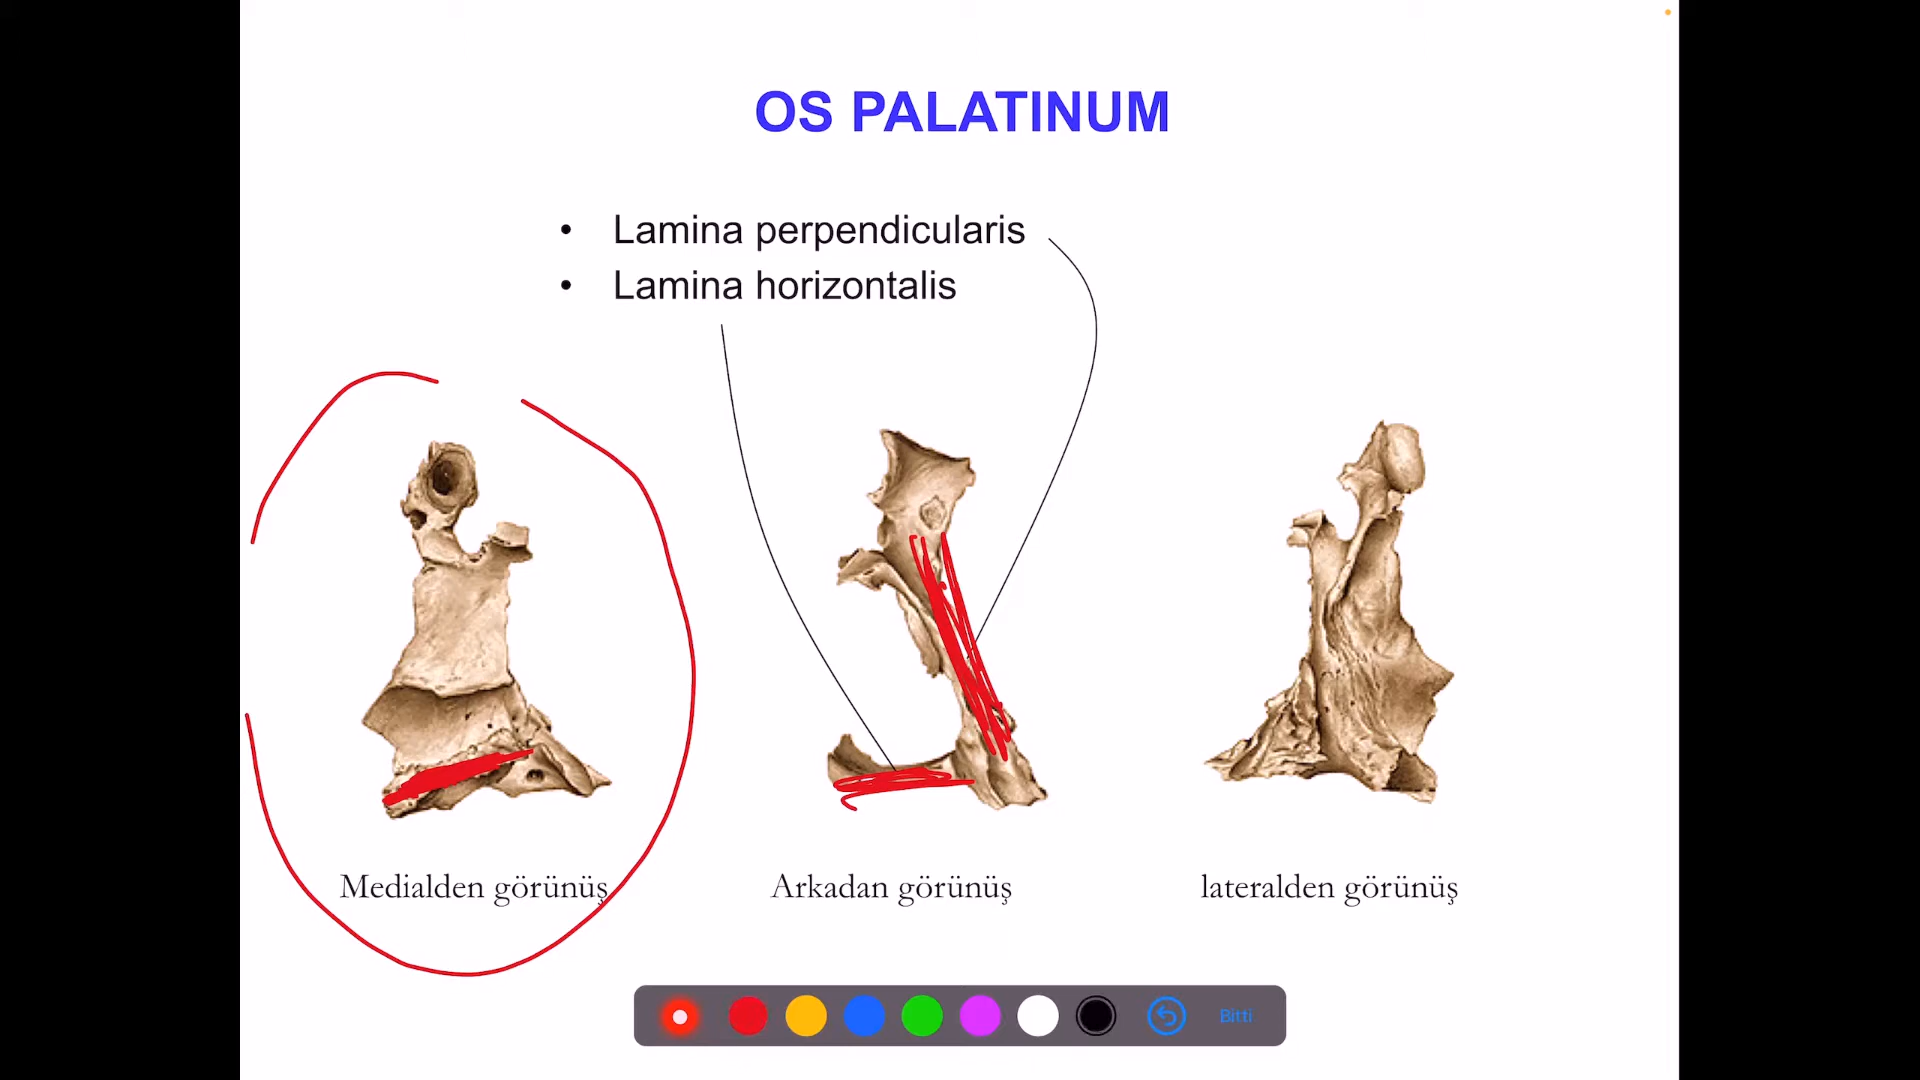 OS PALATINUM
• Lamina perpendicularis
• Lamina horizontalis
Medialden görünüş
Arkadan görünüş
lateralden görünüş
Bitti